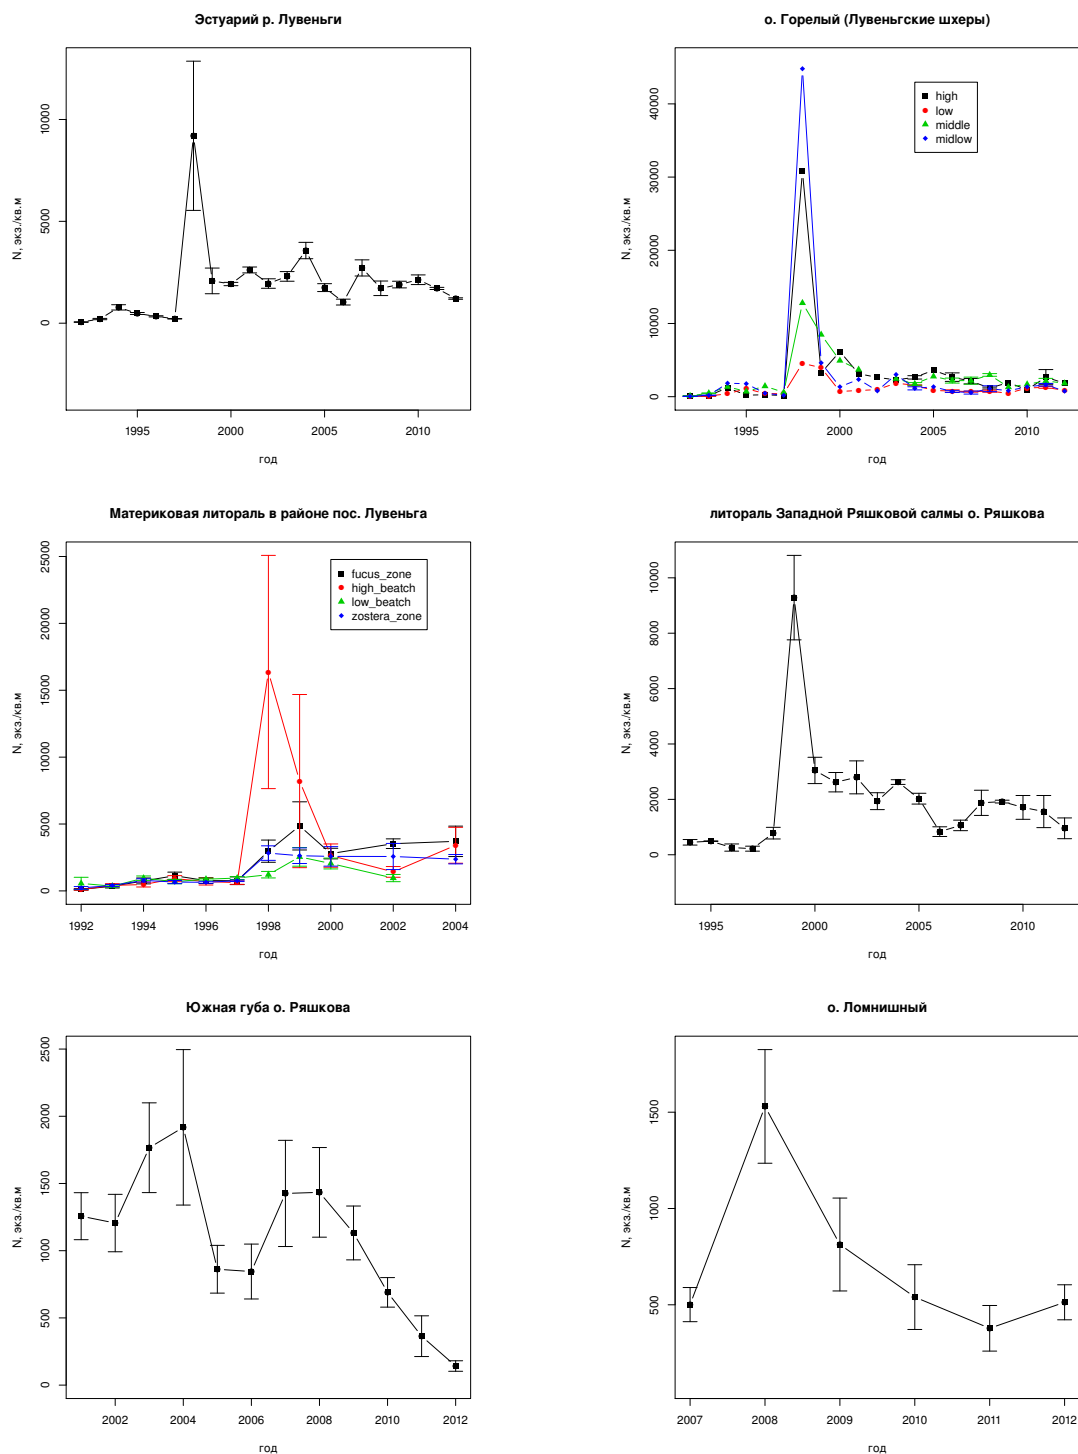 Эстуарий р. Лувеньги
N, экз./кв.м
10000
5000
0
1995
2000
2005
2010
год
о. Горелый (Лувеньгские шхеры)
N, экз./кв.м
40000
30000
20000
10000
0
high
low
middle
midlow
1995
2000
2005
2010
год
Материковая литораль в районе пос. Лувеньга
N, экз./кв.м
25000
20000
15000
10000
5000
0
fucus_zone
high_beatch
low_beatch
zostera_zone
1992
1994
1996
1998
2000
2002
2004
год
литораль Западной Ряшковой салмы о. Ряшкова
N, экз./кв.м
10000
8000
6000
4000
2000
0
1995
2000
2005
2010
год
Южная губа о. Ряшкова
N, экз./кв.м
2500
2000
1500
1000
500
0
2002
2004
2006
2008
2010
2012
год
о. Ломнишный
N, экз./кв.м
1500
1000
500
2007
2008
2009
2010
2011
2012
год